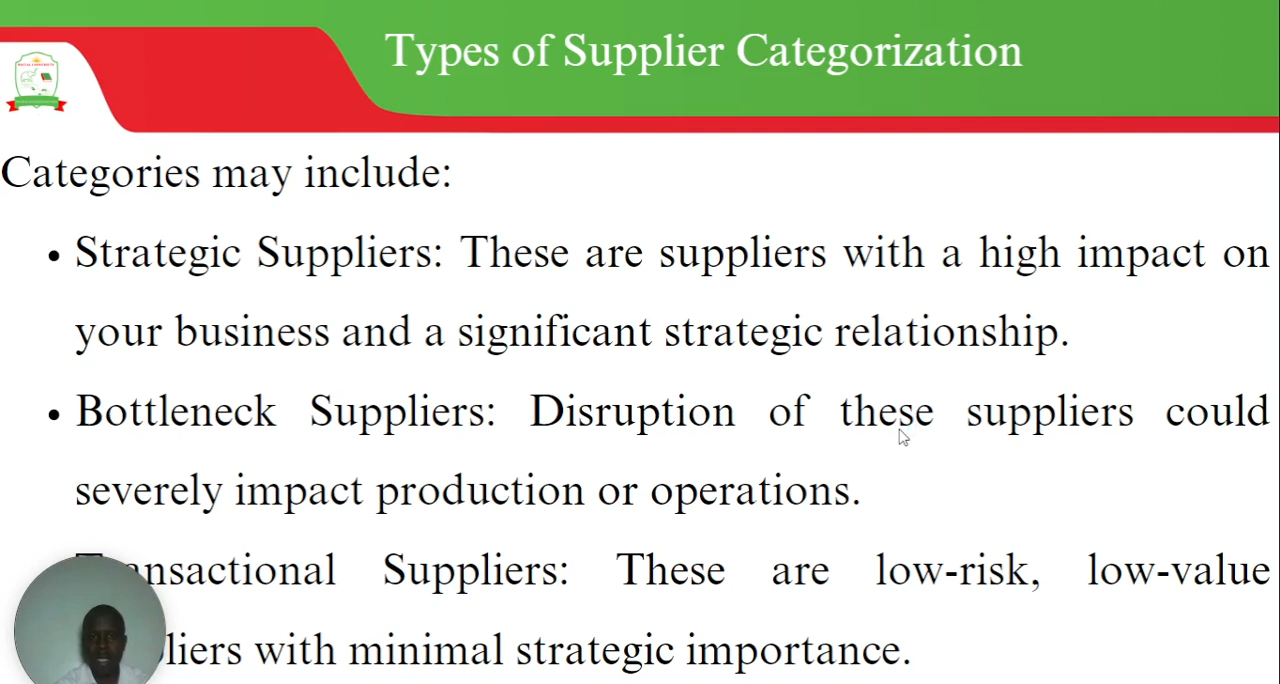 Types of Supplier Categorization
Categories may include:
• Strategic Suppliers: These are suppliers with a high impact on
your business and a significant strategic relationship.
• Bottleneck Suppliers: Disruption of these suppliers could
severely impact production or operations.
Transactional Suppliers: These are low-risk, low-value
pliers with minimal strategic importance.